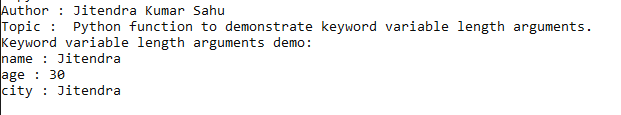 Author : Jitendra Kumar Sahu
Topic :  Python function to demonstrate keyword variable length arguments.
Keyword variable length arguments demo:
name : Jitendra
age : 30
city : Jitendra